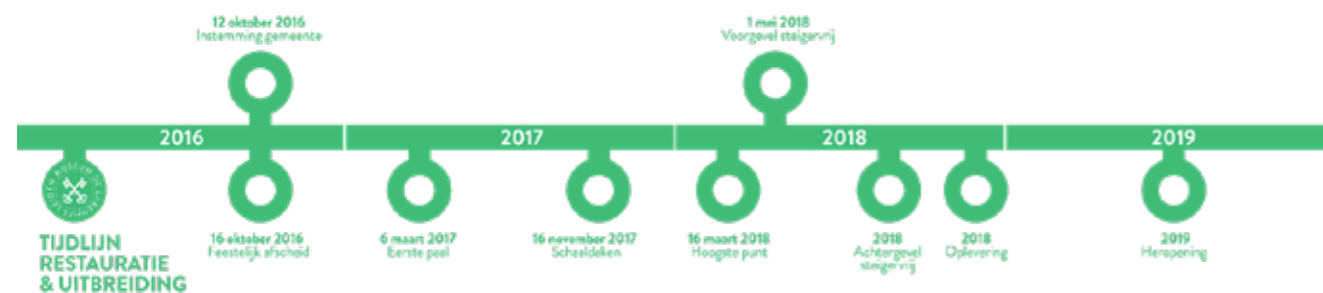 12 oktober 2016
Instemming gemeente
1 mei 2018
Voorgevel steigervrij
2016
2017
2018
2019
TIJDLIJN
RESTAURATIE
& UITBREIDING
16 oktober 2016
Feestelijk afscheid
6 maart 2017
Eerste paal
16 november 2017
Schaaldeken
16 maart 2018
Hoogste punt
2018
Achtergevel
steigervrij
2018
Oplevering
2019
Heropening